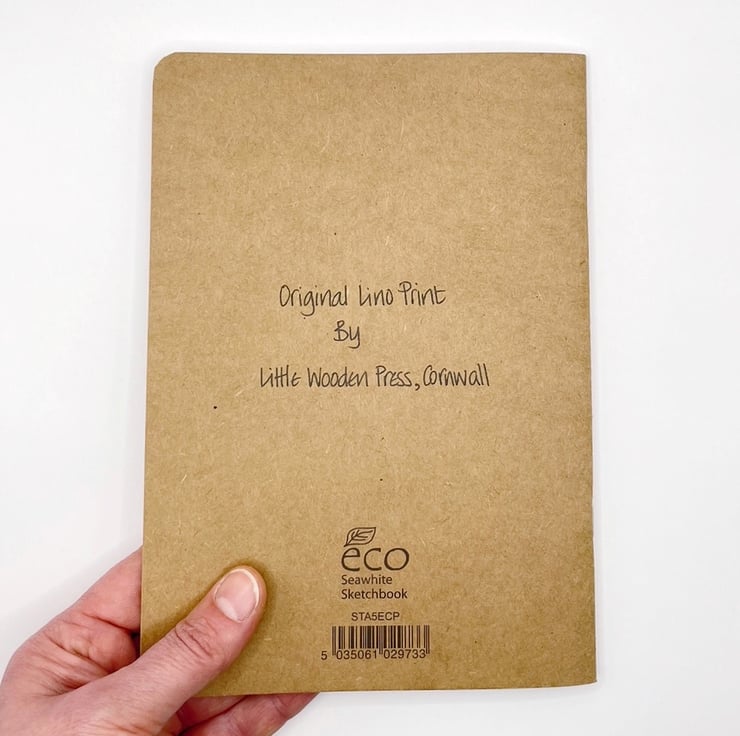 Original Lino Print
By
Little Wooden Press, Cornwall
eco
Seawhite
Sketchbook
STA5ECP
5 035061 029733